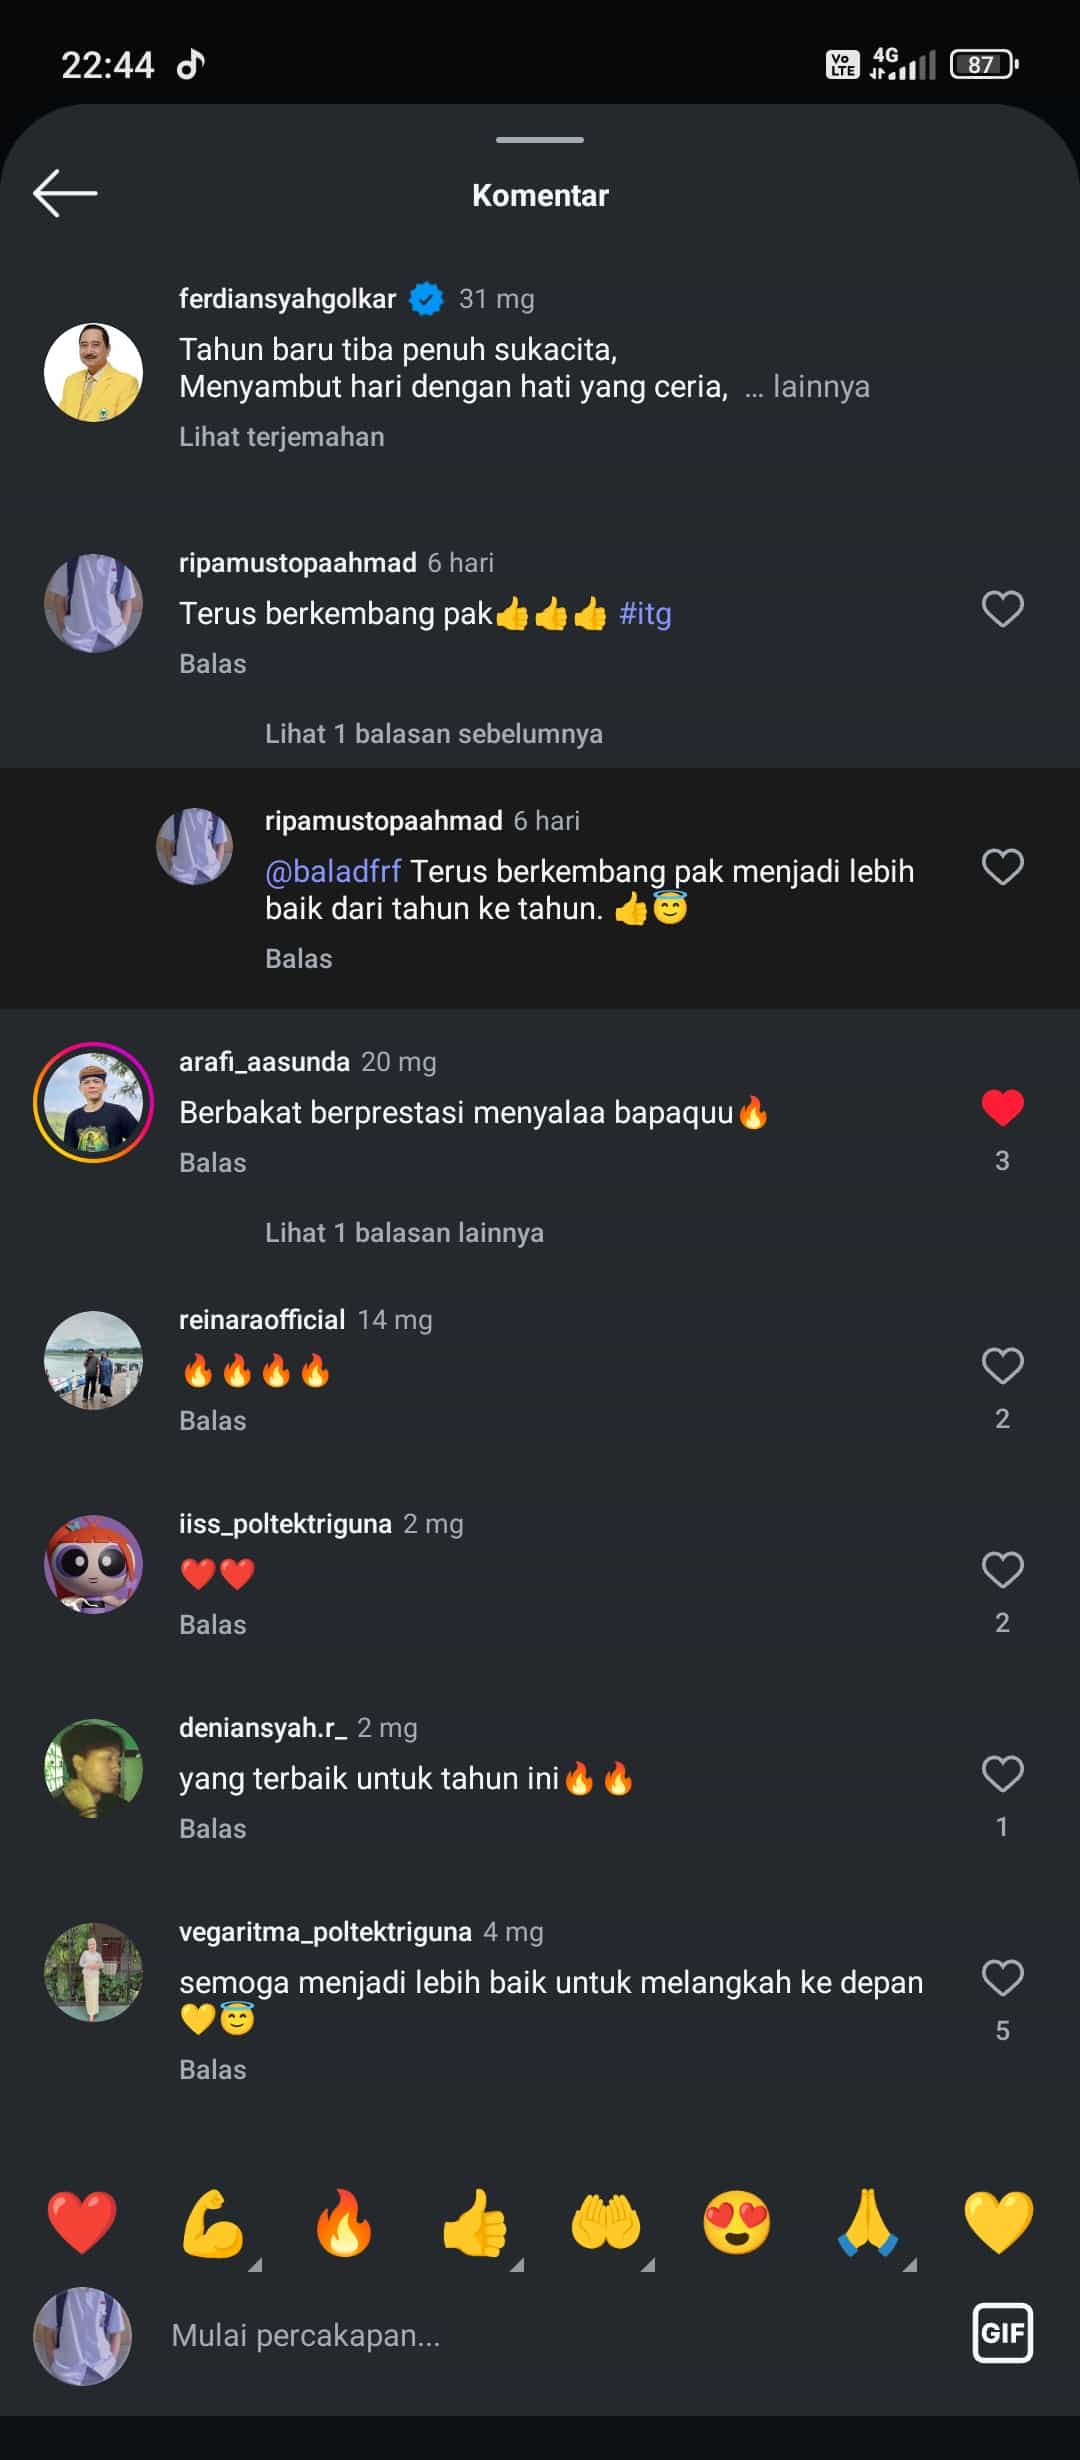 22:44
Vo LTE 4G 87
Komentar
ferdiansyahgolkar 31 mg
Tahun baru tiba penuh sukacita,
Menyambut hari dengan hati yang ceria, ... lainnya
Lihat terjemahan
ripamustopaahmad 6 hari
Terus berkembang pak👍👍👍 #itg
Balas
Lihat 1 balasan sebelumnya
ripamustopaahmad 6 hari
@baladfrf Terus berkembang pak menjadi lebih
baik dari tahun ke tahun. 👍😇
Balas
arafi_aasunda 20 mg
Berbakat berprestasi menyalaa bapaquu🔥
3
Balas
Lihat 1 balasan lainnya
reinaraofficial 14 mg
🔥🔥🔥🔥
2
Balas
iiss_poltektriguna 2 mg
❤️❤️
2
Balas
deniansyah.r_ 2 mg
yang terbaik untuk tahun ini🔥🔥
1
Balas
vegaritma_poltektriguna 4 mg
semoga menjadi lebih baik untuk melangkah ke depan
💛😇
5
Balas
Mulai percakapan...
GIF